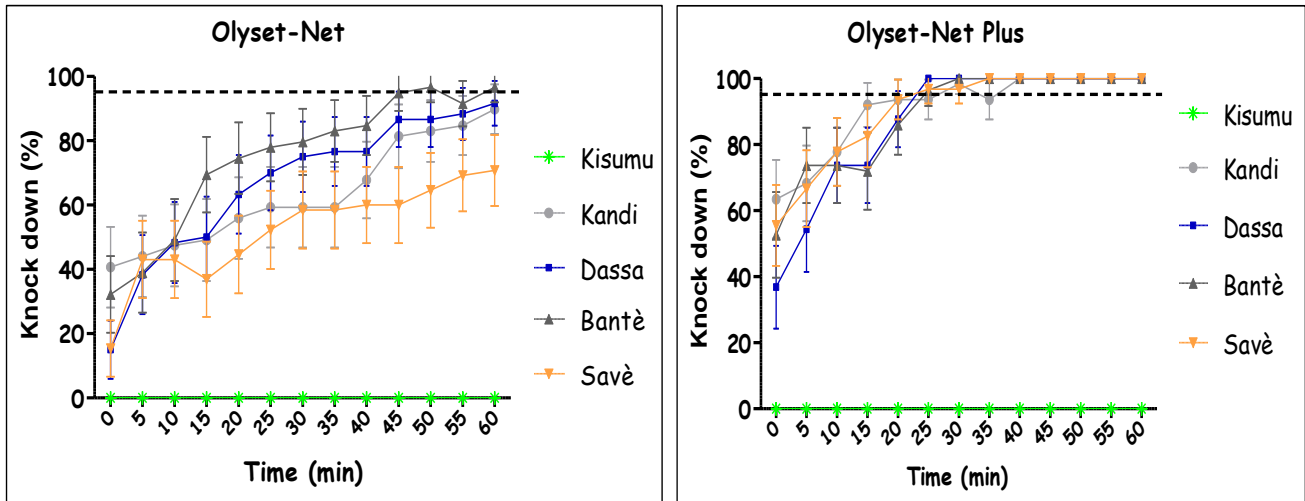 Olyset-Net
Knock down (%)
100
80
60
40
20
0
0 5 10 15 20 25 30 35 40 45 50 55 60
Time (min)
Kisumu
Kandi
Dassa
Bantè
Savè
Olyset-Net Plus
Knock down (%)
100
80
60
40
20
0
0 5 10 15 20 25 30 35 40 45 50 55 60
Time (min)
Kisumu
Kandi
Dassa
Bantè
Savè